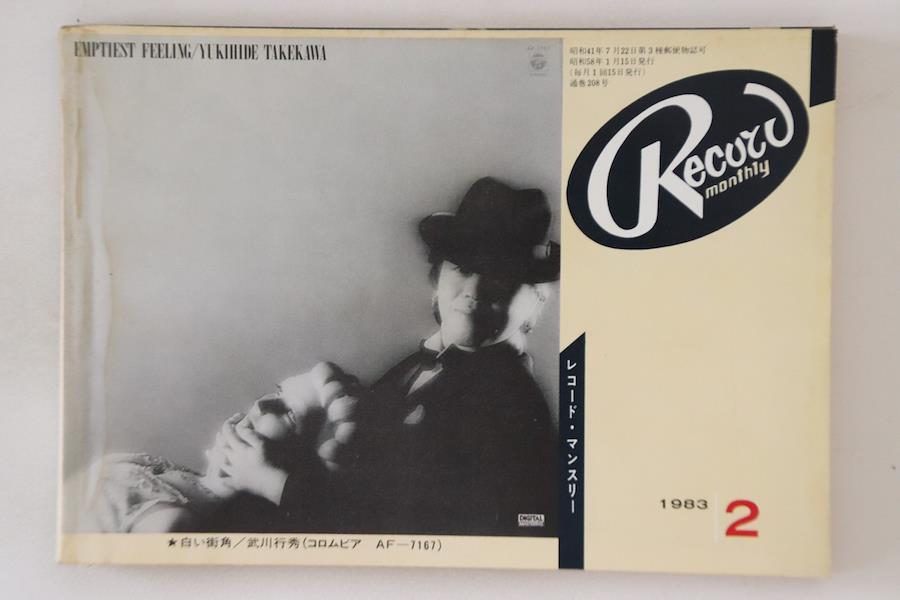 EMPTIEST FEELING/YUKIHIDE TAKEKAWA
AF-7167
昭和41年7月22日第3種郵便物認可
昭和58年1月15日発行
(毎月1回15日発行)
通巻208号
Record
monthly
レコード・マンスリー
1983 2
DIGITAL
★白い街角/武川行秀(コロムビア AF—7167)